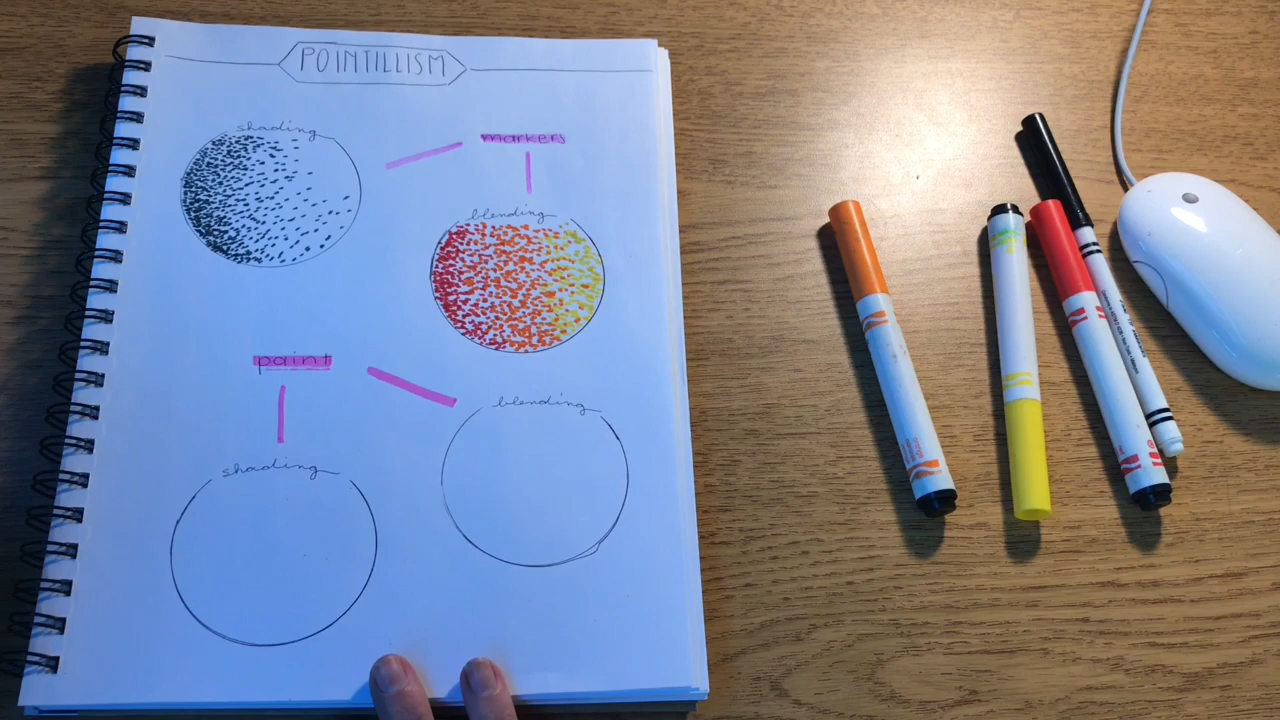 POINTILLISM
shading
markers
blending
paint
blending
shading